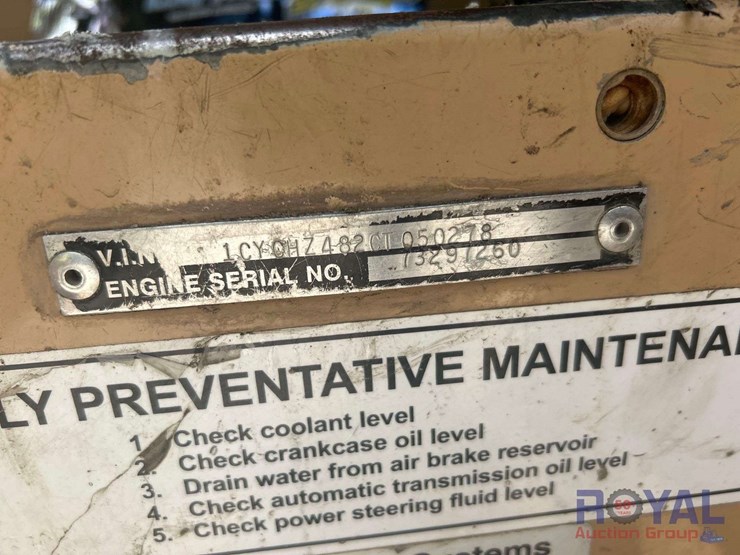 V.I.N 1CYGHZ482CT050278
ENGINE SERIAL NO. 73297260
LY PREVENTATIVE MAINTENA
1. Check coolant level
2. Check crankcase oil level
3. Drain water from air brake reservoir
4. Check automatic transmission oil level
5. Check power steering fluid level
Systems
ROYAL
Auction Group